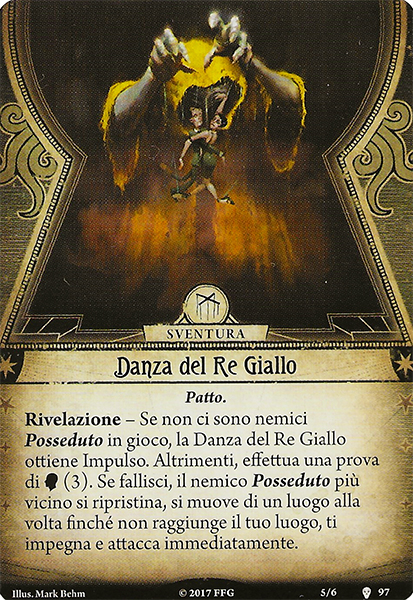 SVENTURA
Danza del Re Giallo
Patto.
Rivelazione – Se non ci sono nemici
Posseduto in gioco, la Danza del Re Giallo
ottiene Impulso. Altrimenti, effettua una prova
di (3). Se fallisci, il nemico Posseduto più
vicino si ripristina, si muove di un luogo alla
volta finché non raggiunge il tuo luogo, ti
impegna e attacca immediatamente.
Illus. Mark Behm © 2017 FFG 5/6 97